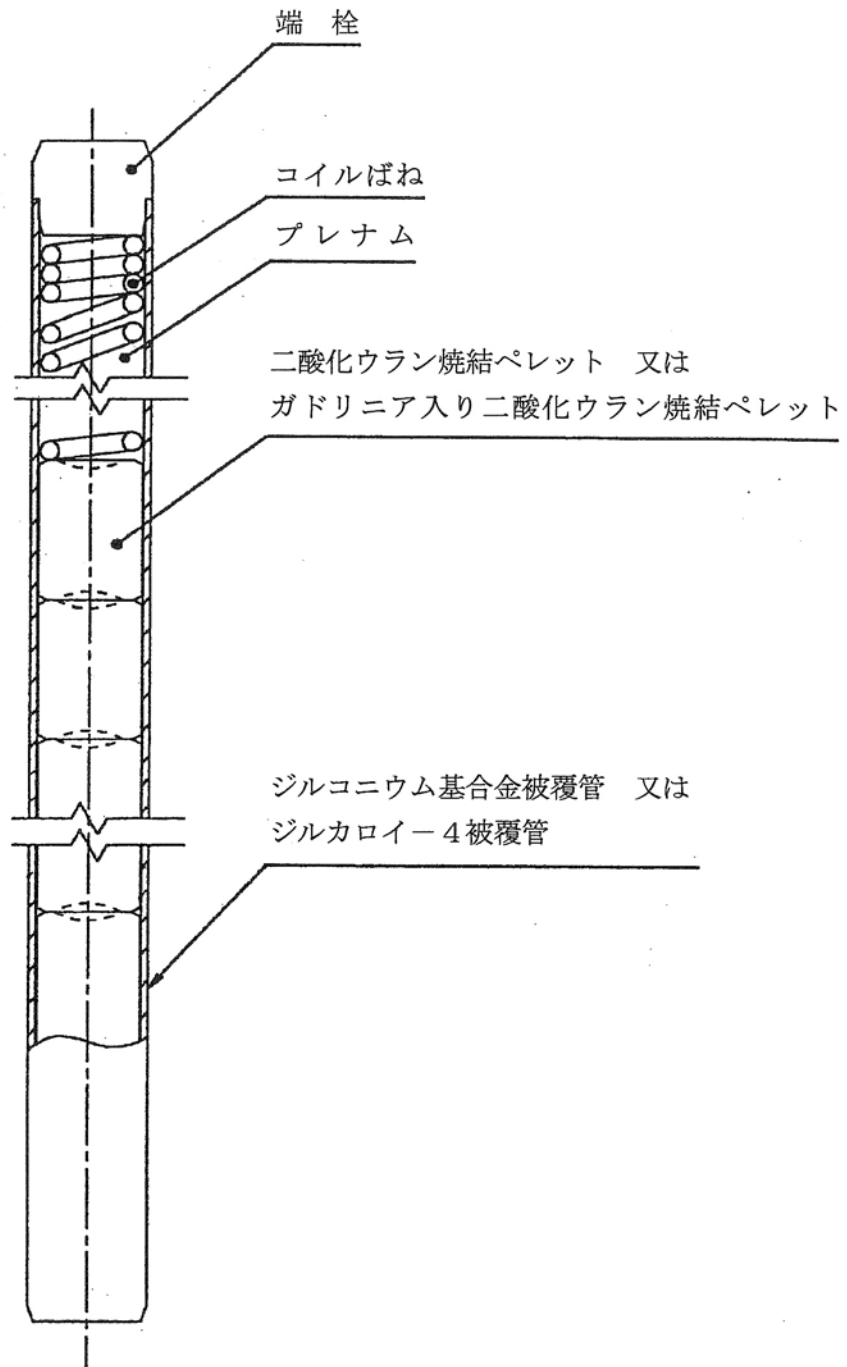 端　栓
コイルばね
プレナム
二酸化ウラン焼結ペレット　又は
ガドリニア入り二酸化ウラン焼結ペレット
ジルコニウム基合金被覆管　又は
ジルカロイ－４被覆管